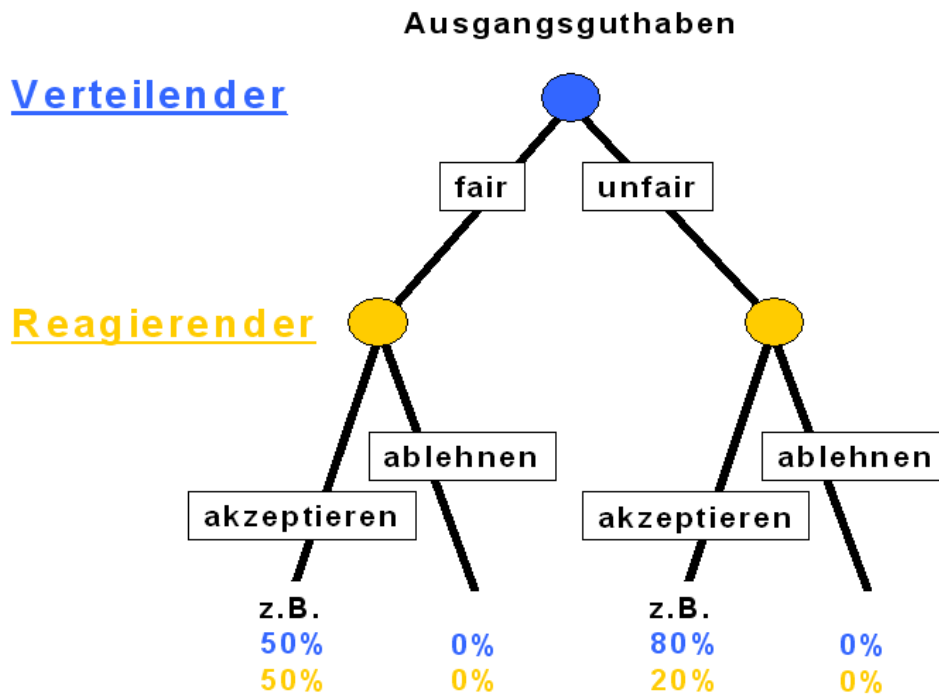 Ausgangsguthaben
Verteilender
fair unfair
Reagierender
ablehnen ablehnen
akzeptieren akzeptieren
z.B. z.B.
50% 0% 80% 0%
50% 0% 20% 0%